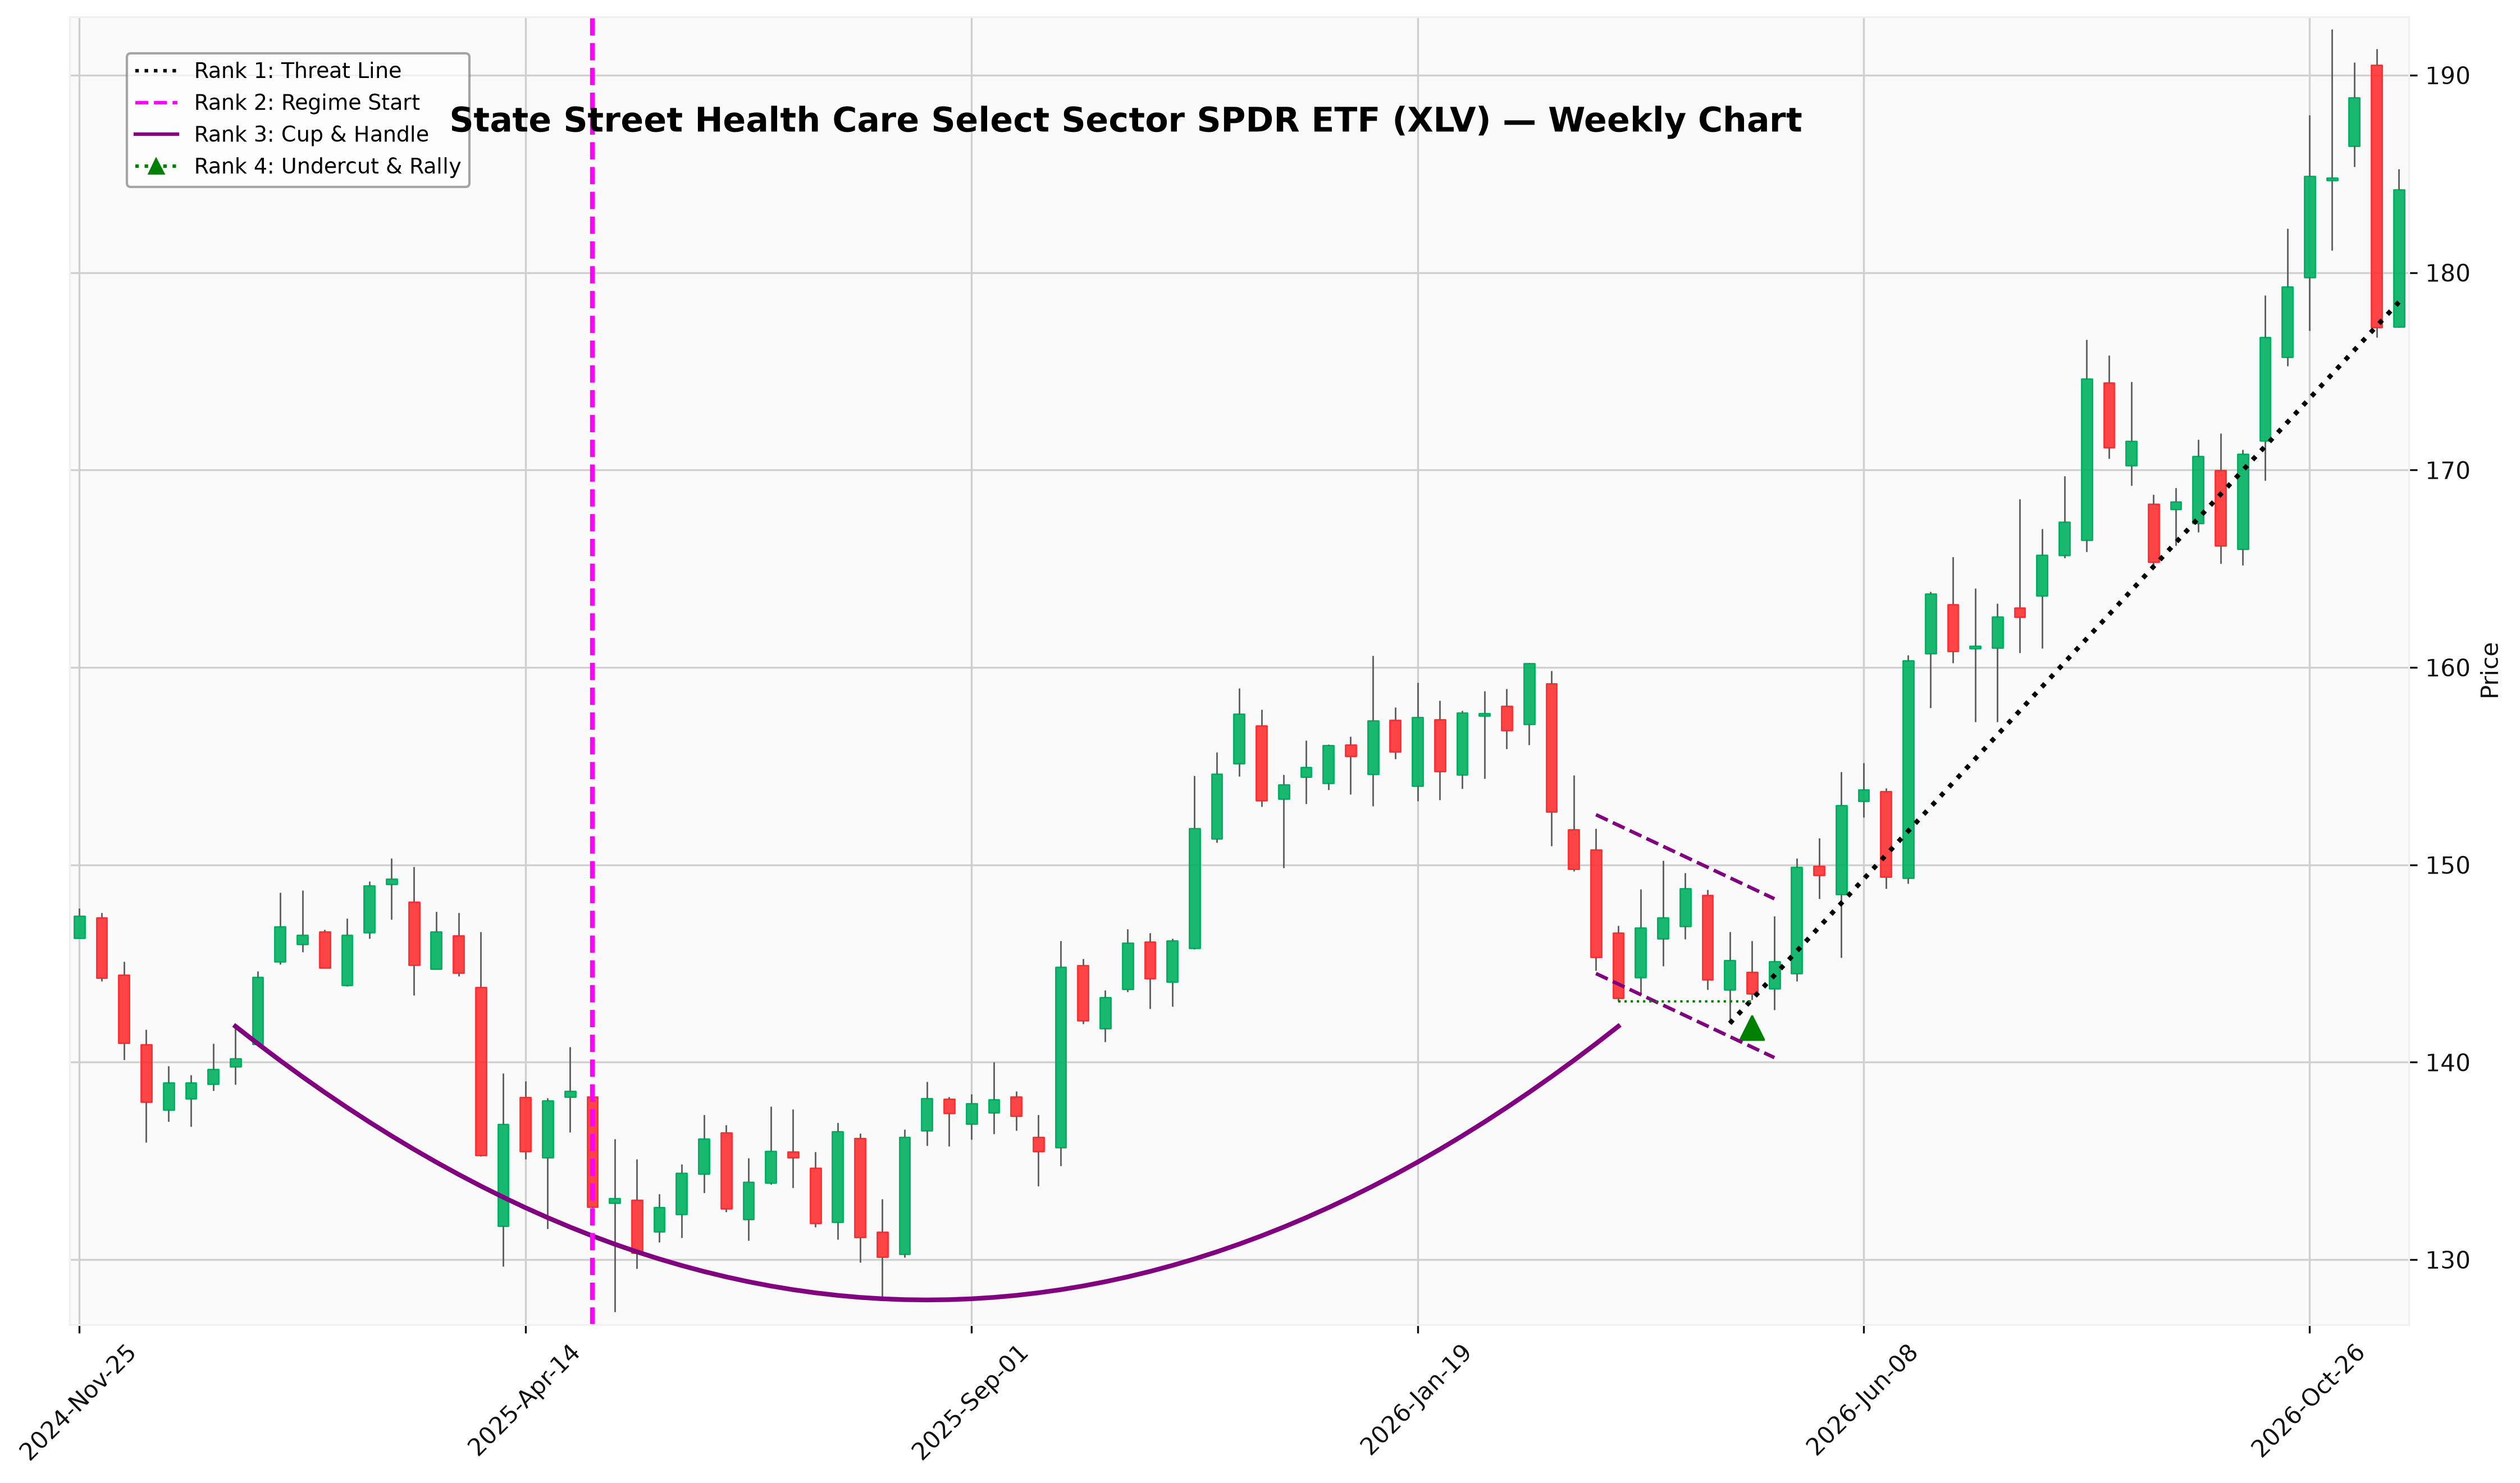 Rank 1: Threat Line
Rank 2: Regime Start
Rank 3: Cup & Handle
Rank 4: Undercut & Rally
State Street Health Care Select Sector SPDR ETF (XLV) — Weekly Chart
190
180
170
160
150
140
130
Price
2024-Nov-25
2025-Apr-14
2025-Sep-01
2026-Jan-19
2026-Jun-08
2026-Oct-26